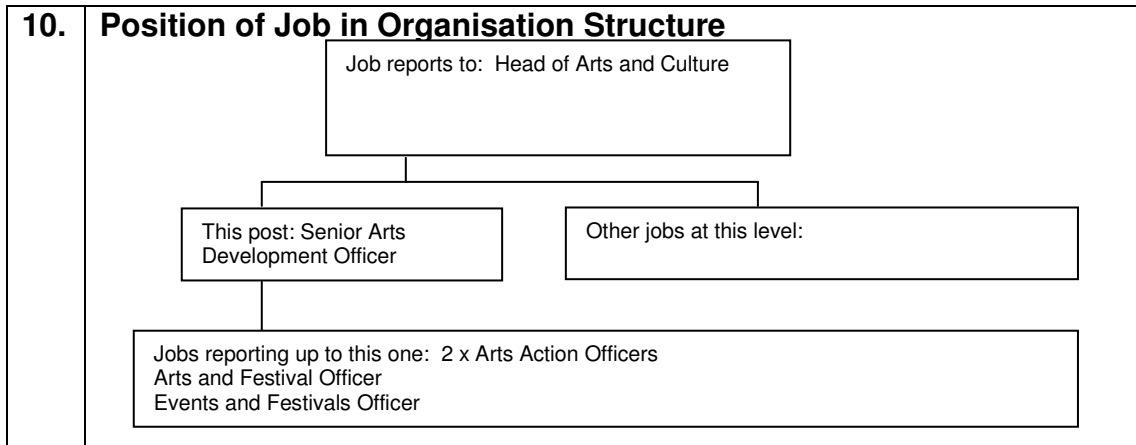 10. Position of Job in Organisation Structure
Job reports to: Head of Arts and Culture
This post: Senior Arts
Development Officer
Other jobs at this level:
Jobs reporting up to this one: 2 x Arts Action Officers
Arts and Festival Officer
Events and Festivals Officer